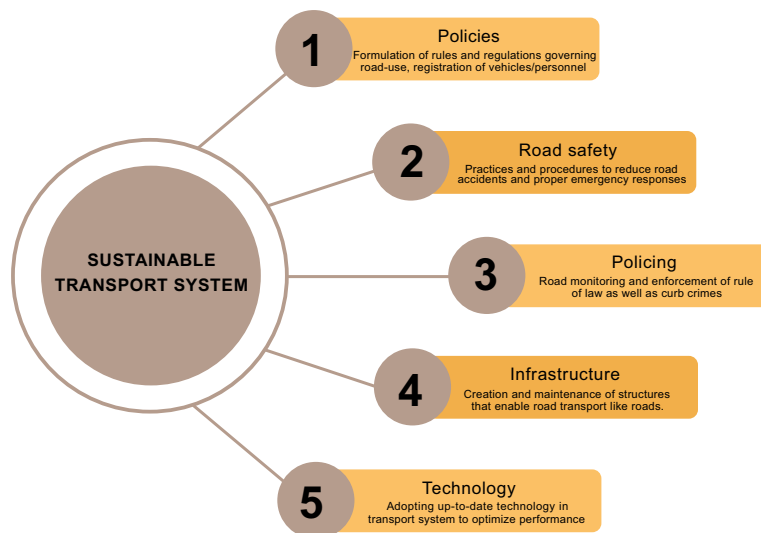 1
Policies
Formulation of rules and regulations governing
road-use, registration of vehicles/personnel
2
Road safety
Practices and procedures to reduce road
accidents and proper emergency responses
SUSTAINABLE
TRANSPORT SYSTEM
3
Policing
Road monitoring and enforcement of rule
of law as well as curb crimes
4
Infrastructure
Creation and maintenance of structures
that enable road transport like roads.
5
Technology
Adopting up-to-date technology in
transport system to optimize performance